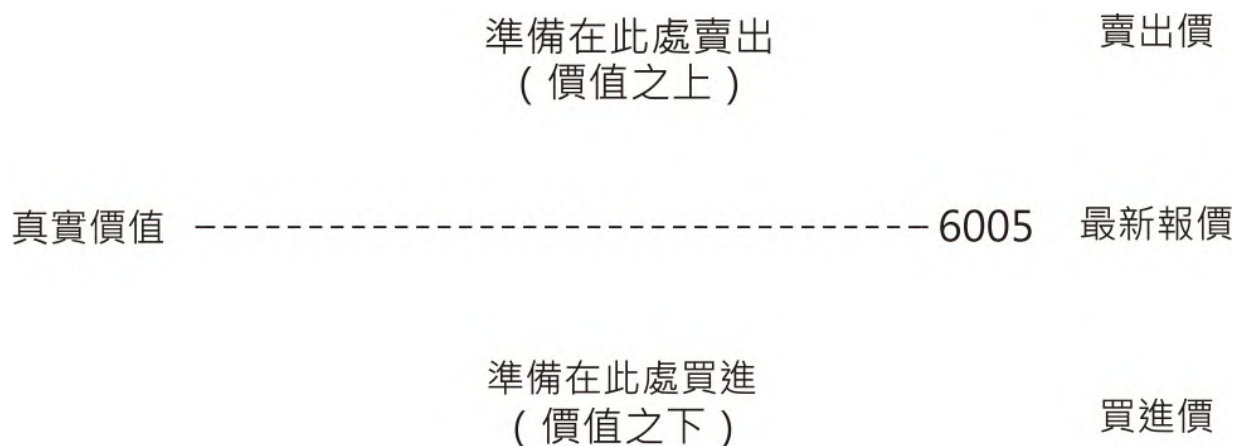 準備在此處賣出
（價值之上）
賣出價
真實價值
6005
最新報價
準備在此處買進
（價值之下）
買進價